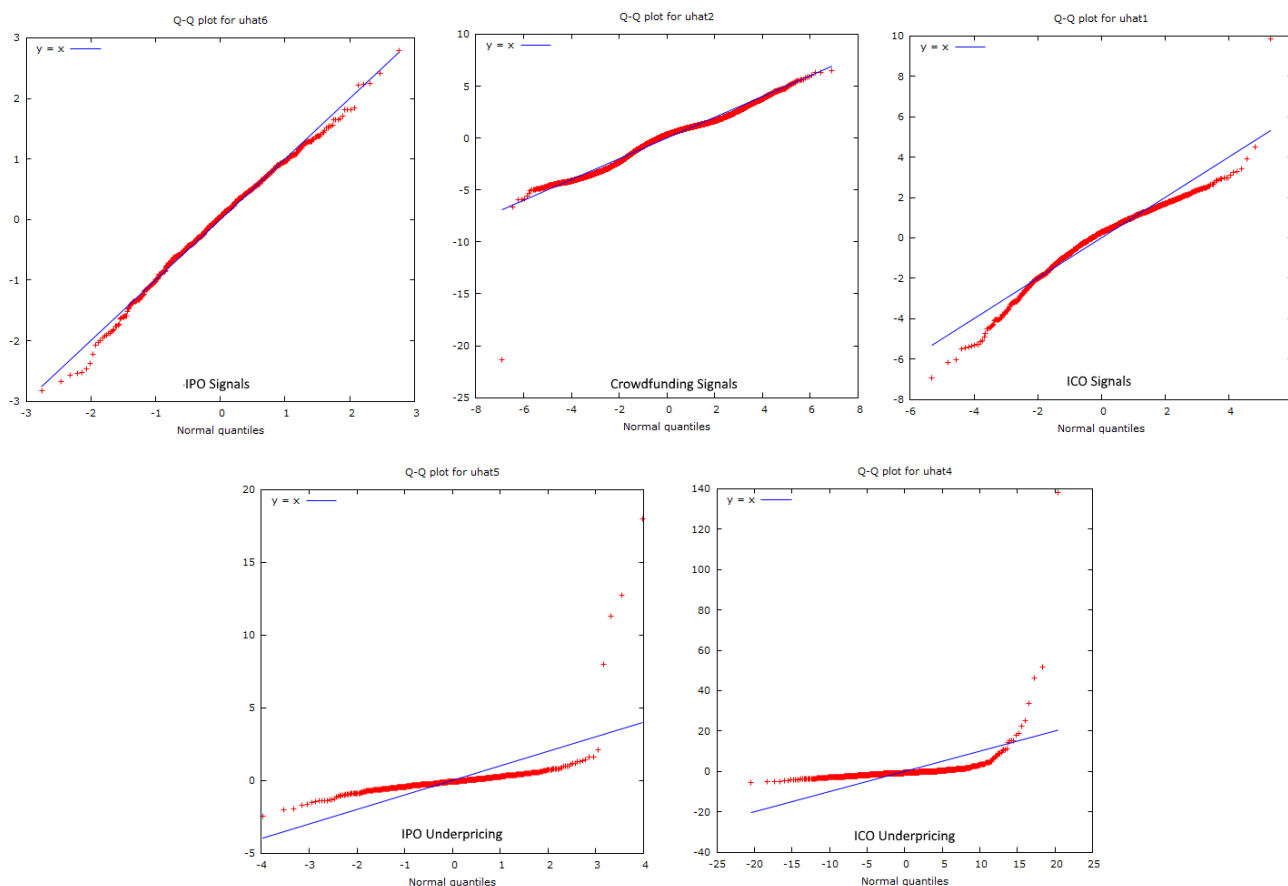 Q-Q plot for uhat6
3
y = x
2
1
0
-1
-2
-3
-3 -2 -1 0 1 2 3
Normal quantiles
IPO Signals
Q-Q plot for uhat2
10
y = x
5
0
-5
-10
-15
-20
-25
-8 -6 -4 -2 0 2 4 6 8
Normal quantiles
Crowdfunding Signals
Q-Q plot for uhat1
10
y = x
8
6
4
2
0
-2
-4
-6
-8
-6 -4 -2 0 2 4
Normal quantiles
ICO Signals
Q-Q plot for uhat5
20
y = x
15
10
5
0
-5
-4 -3 -2 -1 0 1 2 3 4
Normal quantiles
IPO Underpricing
Q-Q plot for uhat4
140
y = x
120
100
80
60
40
20
0
-20
-40
-25 -20 -15 -10 -5 0 5 10 15 20 25
Normal quantiles
ICO Underpricing